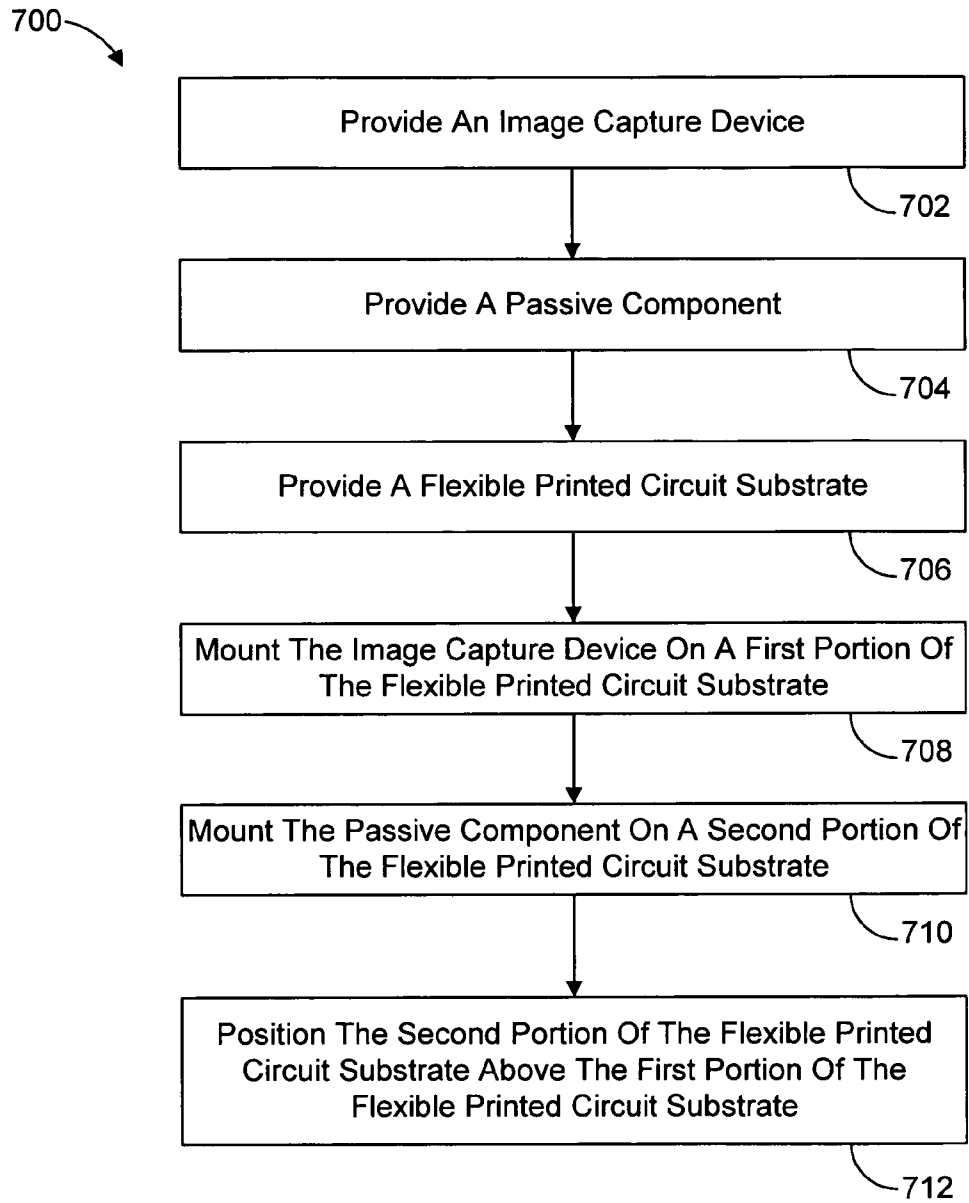 700
Provide An Image Capture Device
702
Provide A Passive Component
704
Provide A Flexible Printed Circuit Substrate
706
Mount The Image Capture Device On A First Portion Of
The Flexible Printed Circuit Substrate
708
Mount The Passive Component On A Second Portion Of
The Flexible Printed Circuit Substrate
710
Position The Second Portion Of The Flexible Printed
Circuit Substrate Above The First Portion Of The
Flexible Printed Circuit Substrate
712